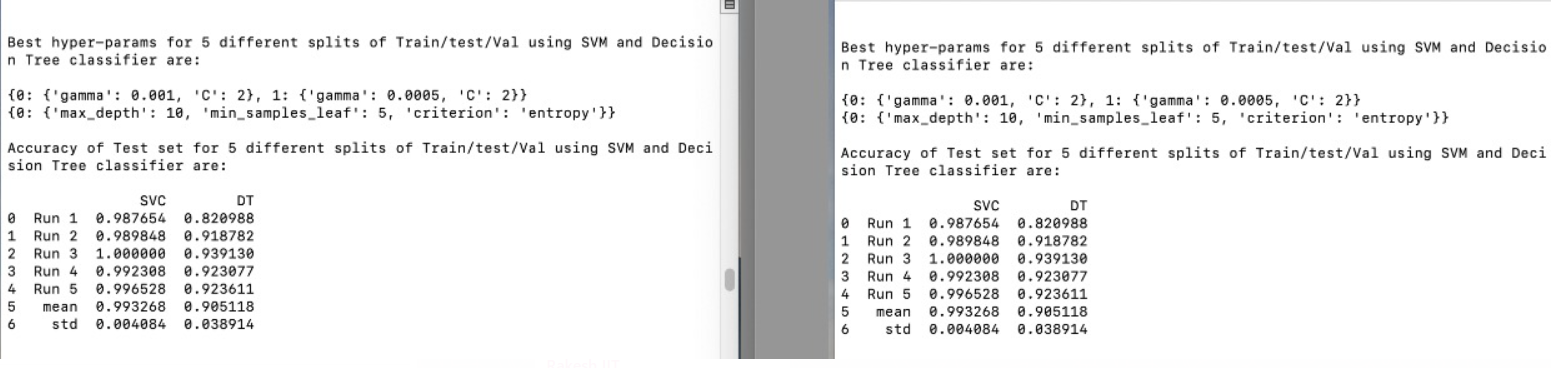 Best hyper-params for 5 different splits of Train/test/Val using SVM and Decisio
n Tree classifier are:
{0: {'gamma': 0.001, 'C': 2}, 1: {'gamma': 0.0005, 'C': 2}}
{0: {'max_depth': 10, 'min_samples_leaf': 5, 'criterion': 'entropy'}}
Accuracy of Test set for 5 different splits of Train/test/Val using SVM and Deci
sion Tree classifier are:
SVC DT
0 Run 1 0.987654 0.820988
1 Run 2 0.989848 0.918782
2 Run 3 1.000000 0.939130
3 Run 4 0.992308 0.923077
4 Run 5 0.996528 0.923611
5 mean 0.993268 0.905118
6 std 0.004084 0.038914
Best hyper-params for 5 different splits of Train/test/Val using SVM and Decisio
n Tree classifier are:
{0: {'gamma': 0.001, 'C': 2}, 1: {'gamma': 0.0005, 'C': 2}}
{0: {'max_depth': 10, 'min_samples_leaf': 5, 'criterion': 'entropy'}}
Accuracy of Test set for 5 different splits of Train/test/Val using SVM and Deci
sion Tree classifier are:
SVC DT
0 Run 1 0.987654 0.820988
1 Run 2 0.989848 0.918782
2 Run 3 1.000000 0.939130
3 Run 4 0.992308 0.923077
4 Run 5 0.996528 0.923611
5 mean 0.993268 0.905118
6 std 0.004084 0.038914